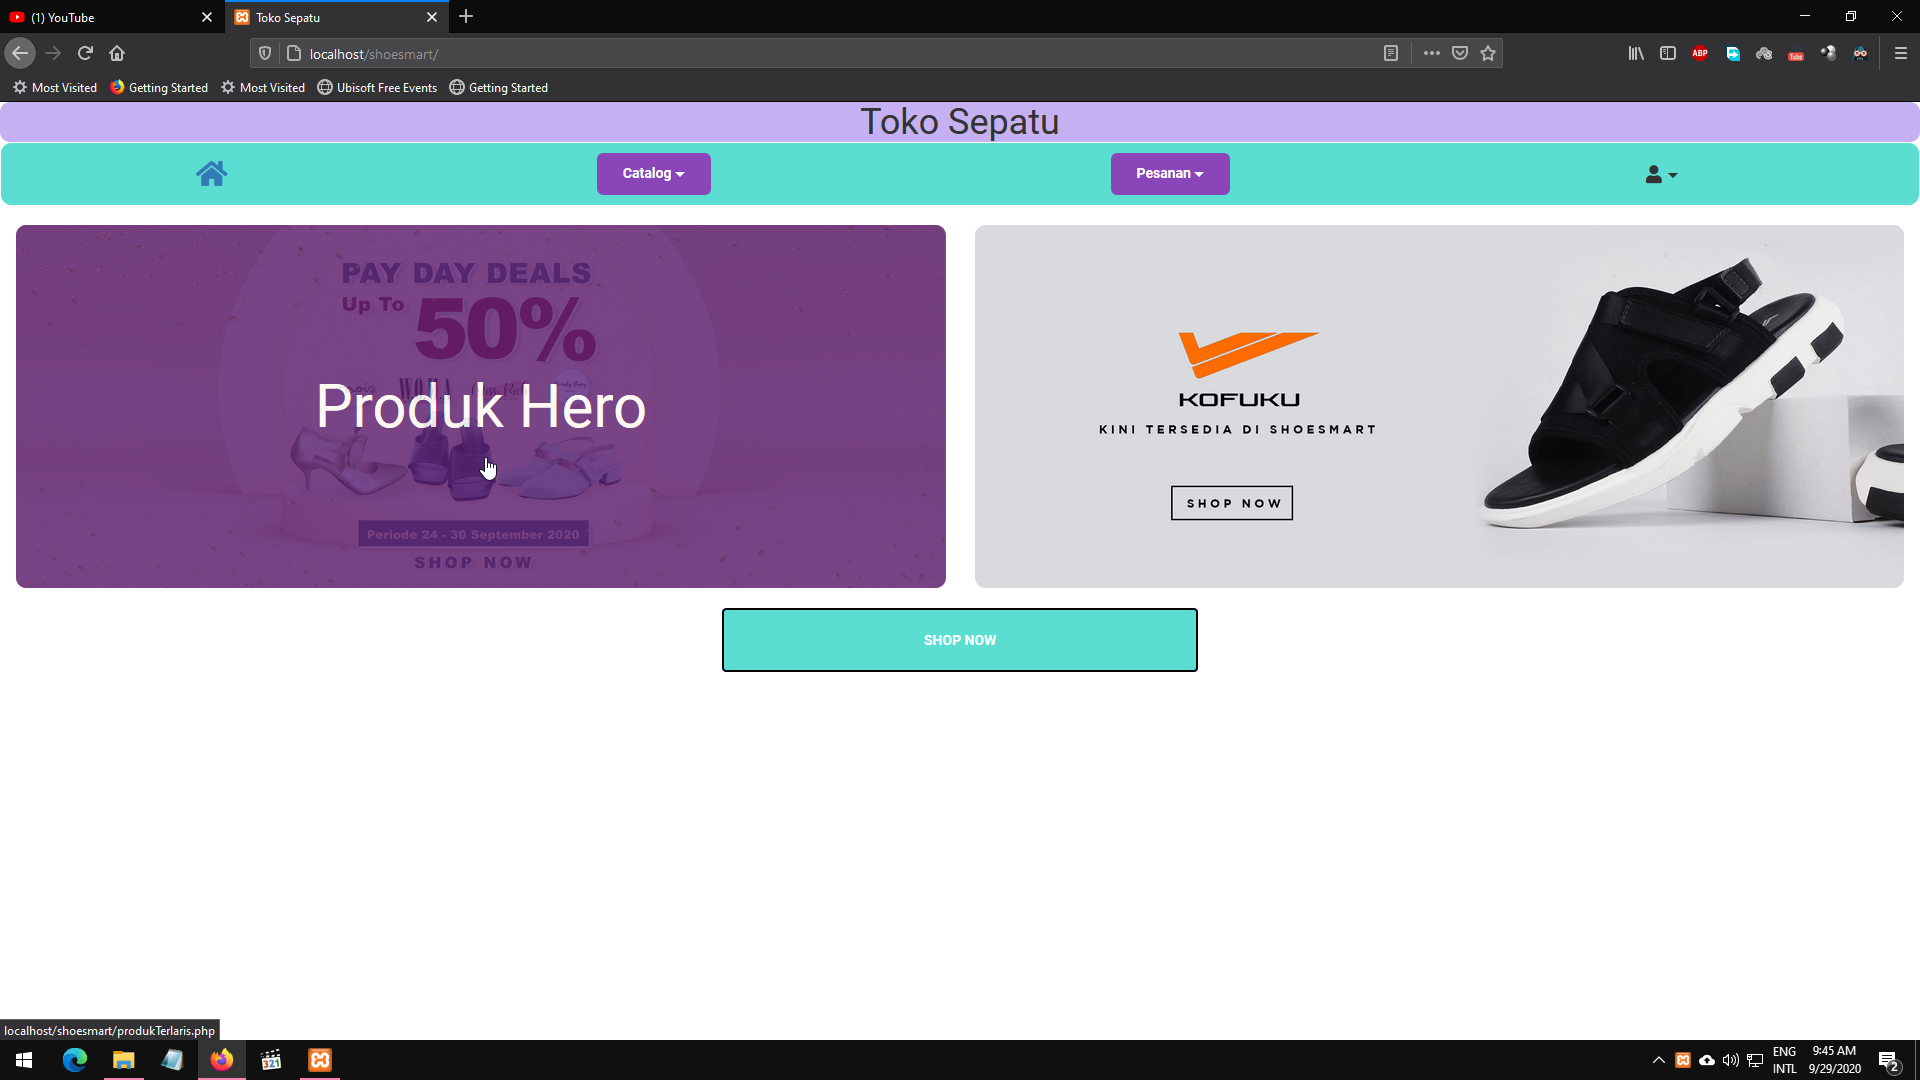 (1) YouTube
Toko Sepatu
localhost/shoesmart/
ABP
Tube
Most Visited
Getting Started
Most Visited
Ubisoft Free Events
Getting Started
Toko Sepatu
Catalog
Pesanan
PAY DAY DEALS
Up To
50%
Produk Hero
Periode 24 - 30 September 2020
SHOP NOW
KOFUKU
KINI TERSEDIA DI SHOESMART
SHOP NOW
SHOP NOW
localhost/shoesmart/produkTerlaris.php
321
ENG
INTL
9:45 AM
9/29/2020
2